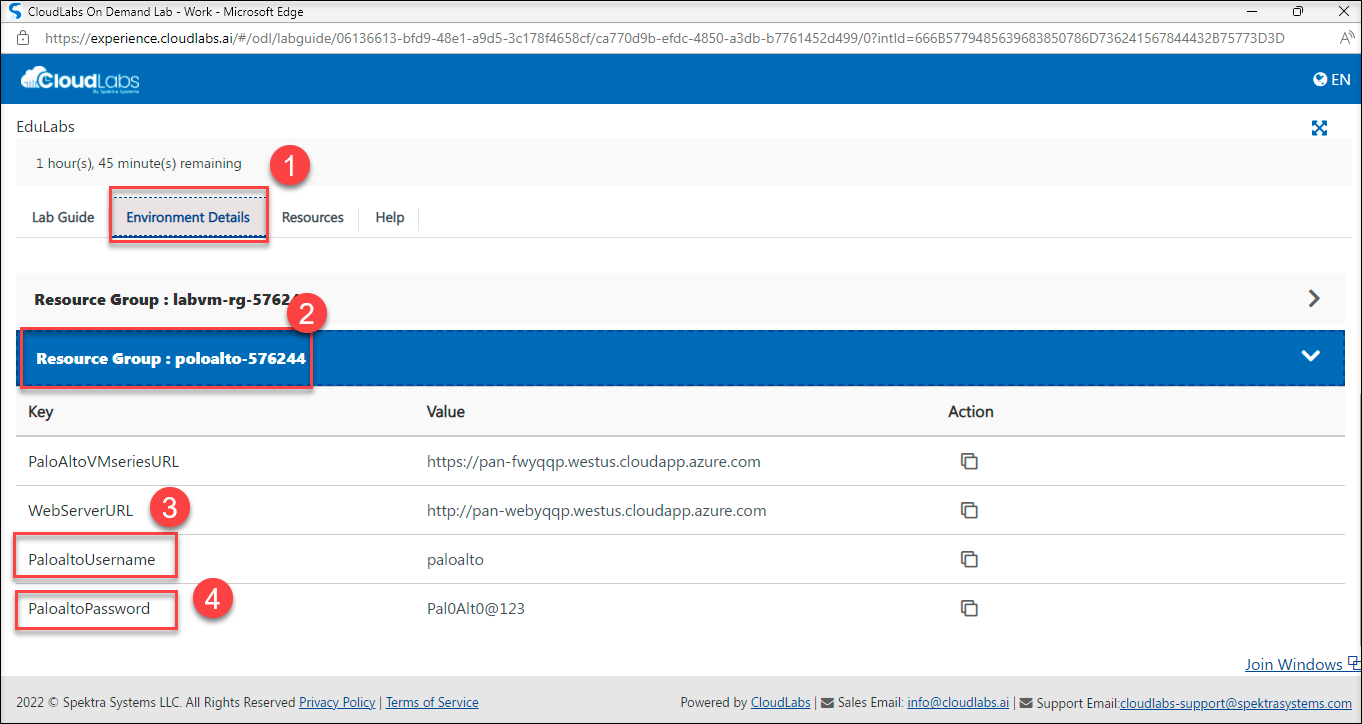 CloudLabs On Demand Lab - Work - Microsoft Edge
https://experience.cloudlabs.ai/#/odl/labguide/06136613-bfd9-48e1-a9d5-3c178f4658cf/ca770d9b-efdc-4850-a3db-b7761452d499/0?intId=666B5779485639683850786D736241567844432B75773D3D
CloudLabs
By Spektra Systems
EN
EduLabs
1 hour(s), 45 minute(s) remaining
1
Lab Guide Environment Details Resources Help
Resource Group : labvm-rg-5762
2
Resource Group : poloalto-576244
Key Value Action
PaloAltoVMseriesURL https://pan-fwyqqp.westus.cloudapp.azure.com
WebServerURL 3 http://pan-webyqqp.westus.cloudapp.azure.com
PaloaltoUsername paloalto
PaloaltoPassword 4 Pal0Alt0@123
Join Windows
2022 © Spektra Systems LLC. All Rights Reserved Privacy Policy | Terms of Service Powered by CloudLabs | Sales Email: info@cloudlabs.ai | Support Email:cloudlabs-support@spektrasystems.com